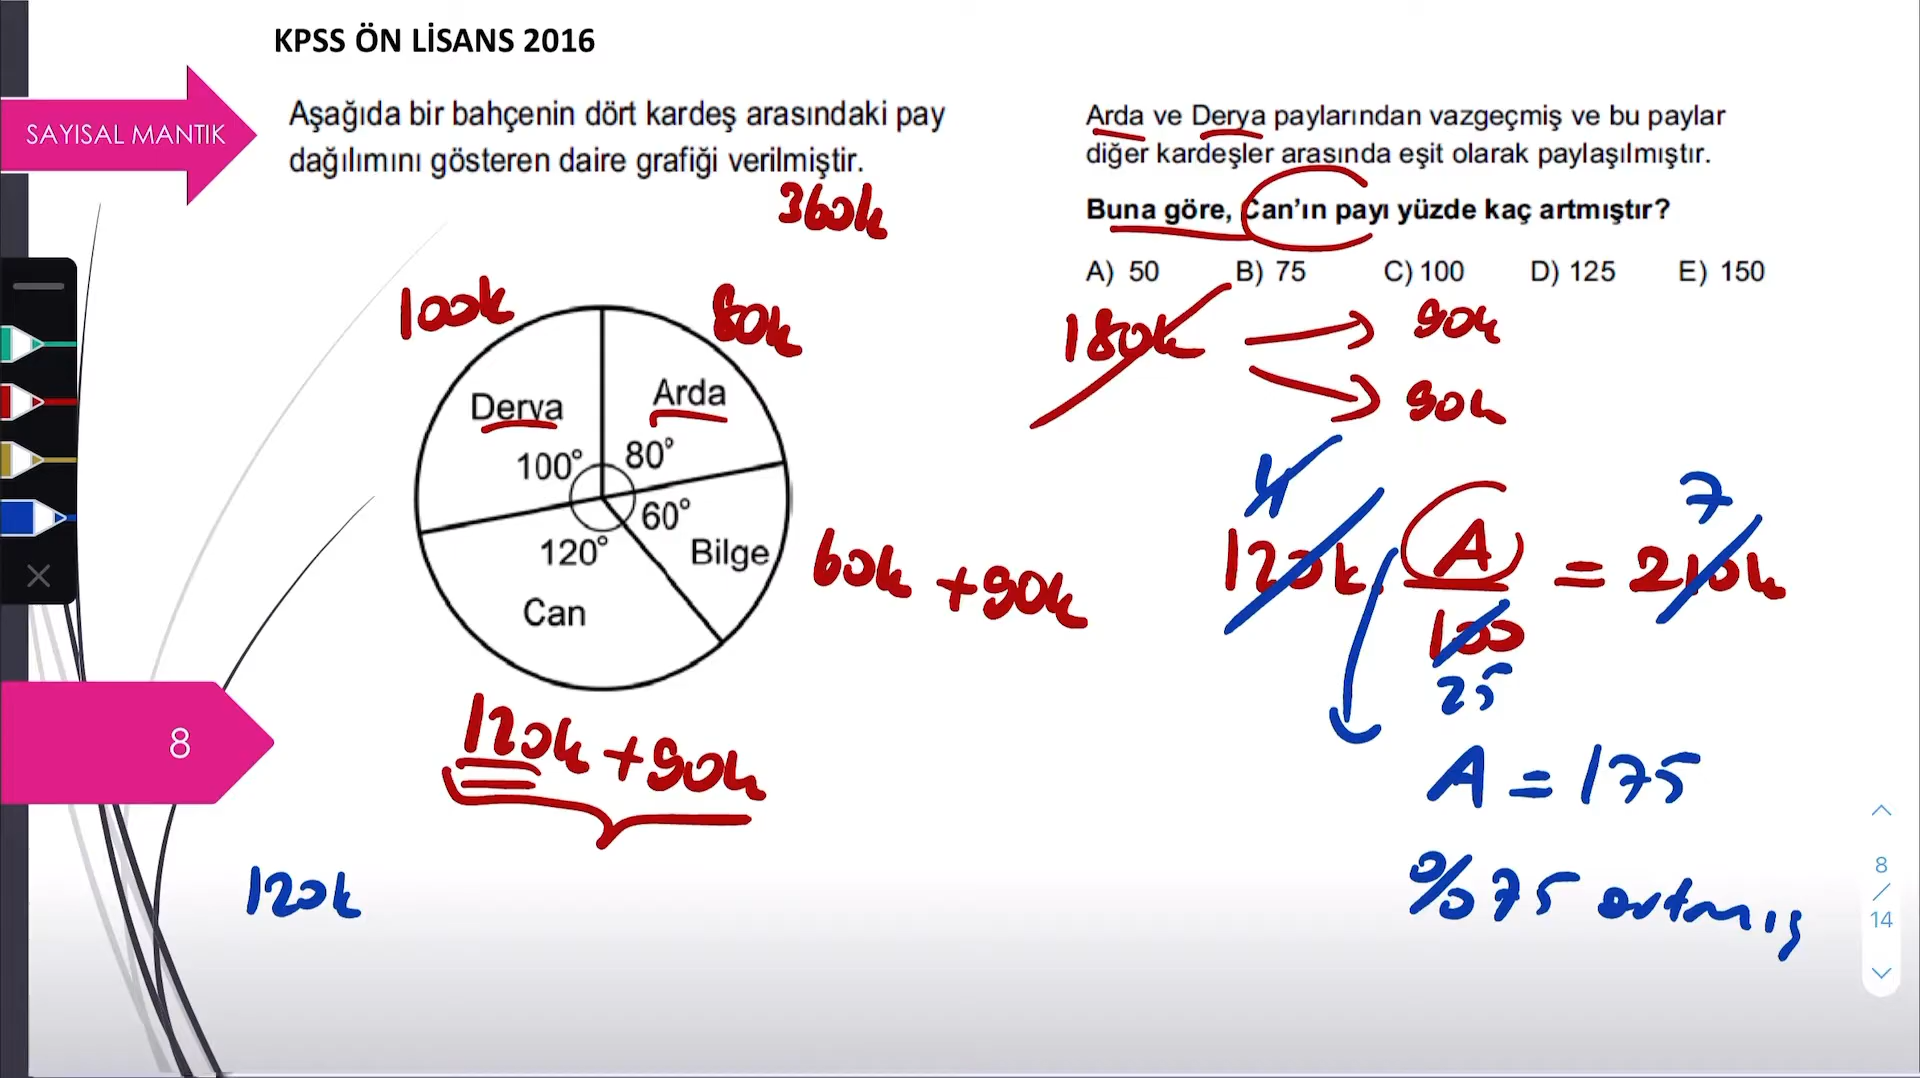 KPSS ÖN LİSANS 2016
SAYISAL MANTIK
Aşağıda bir bahçenin dört kardeş arasındaki pay
dağılımını gösteren daire grafiği verilmiştir.
360k
100k
80k
Derya
Arda
100°
80°
60°
120°
Bilge
Can
60k + 90k
120k + 90k
120k
8
Arda ve Derya paylarından vazgeçmiş ve bu paylar
diğer kardeşler arasında eşit olarak paylaşılmıştır.
Buna göre, Can'ın payı yüzde kaç artmıştır?
A) 50 B) 75 C) 100 D) 125 E) 150
180k
90k
90k
4
7
120k . A = 210k
100
25
A = 175
%75 artmış
8
/
14